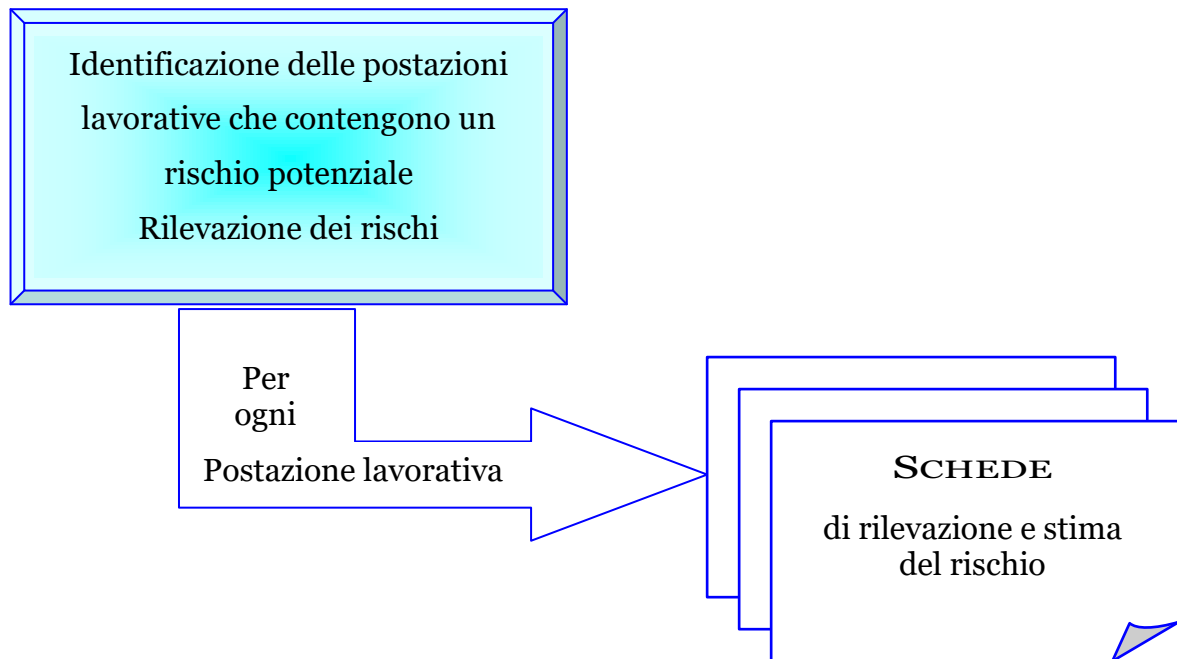 Identificazione delle postazioni
lavorative che contengono un
rischio potenziale
Rilevazione dei rischi
Per
ogni
Postazione lavorativa
SCHEDE
di rilevazione e stima
del rischio